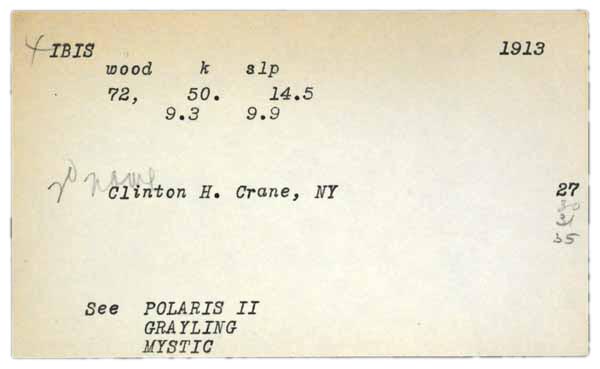 IBIS 1913
wood k slp
72, 50. 14.5
9.3 9.9
name
Clinton H. Crane, NY 27
30
31
35
See POLARIS II
GRAYLING
MYSTIC